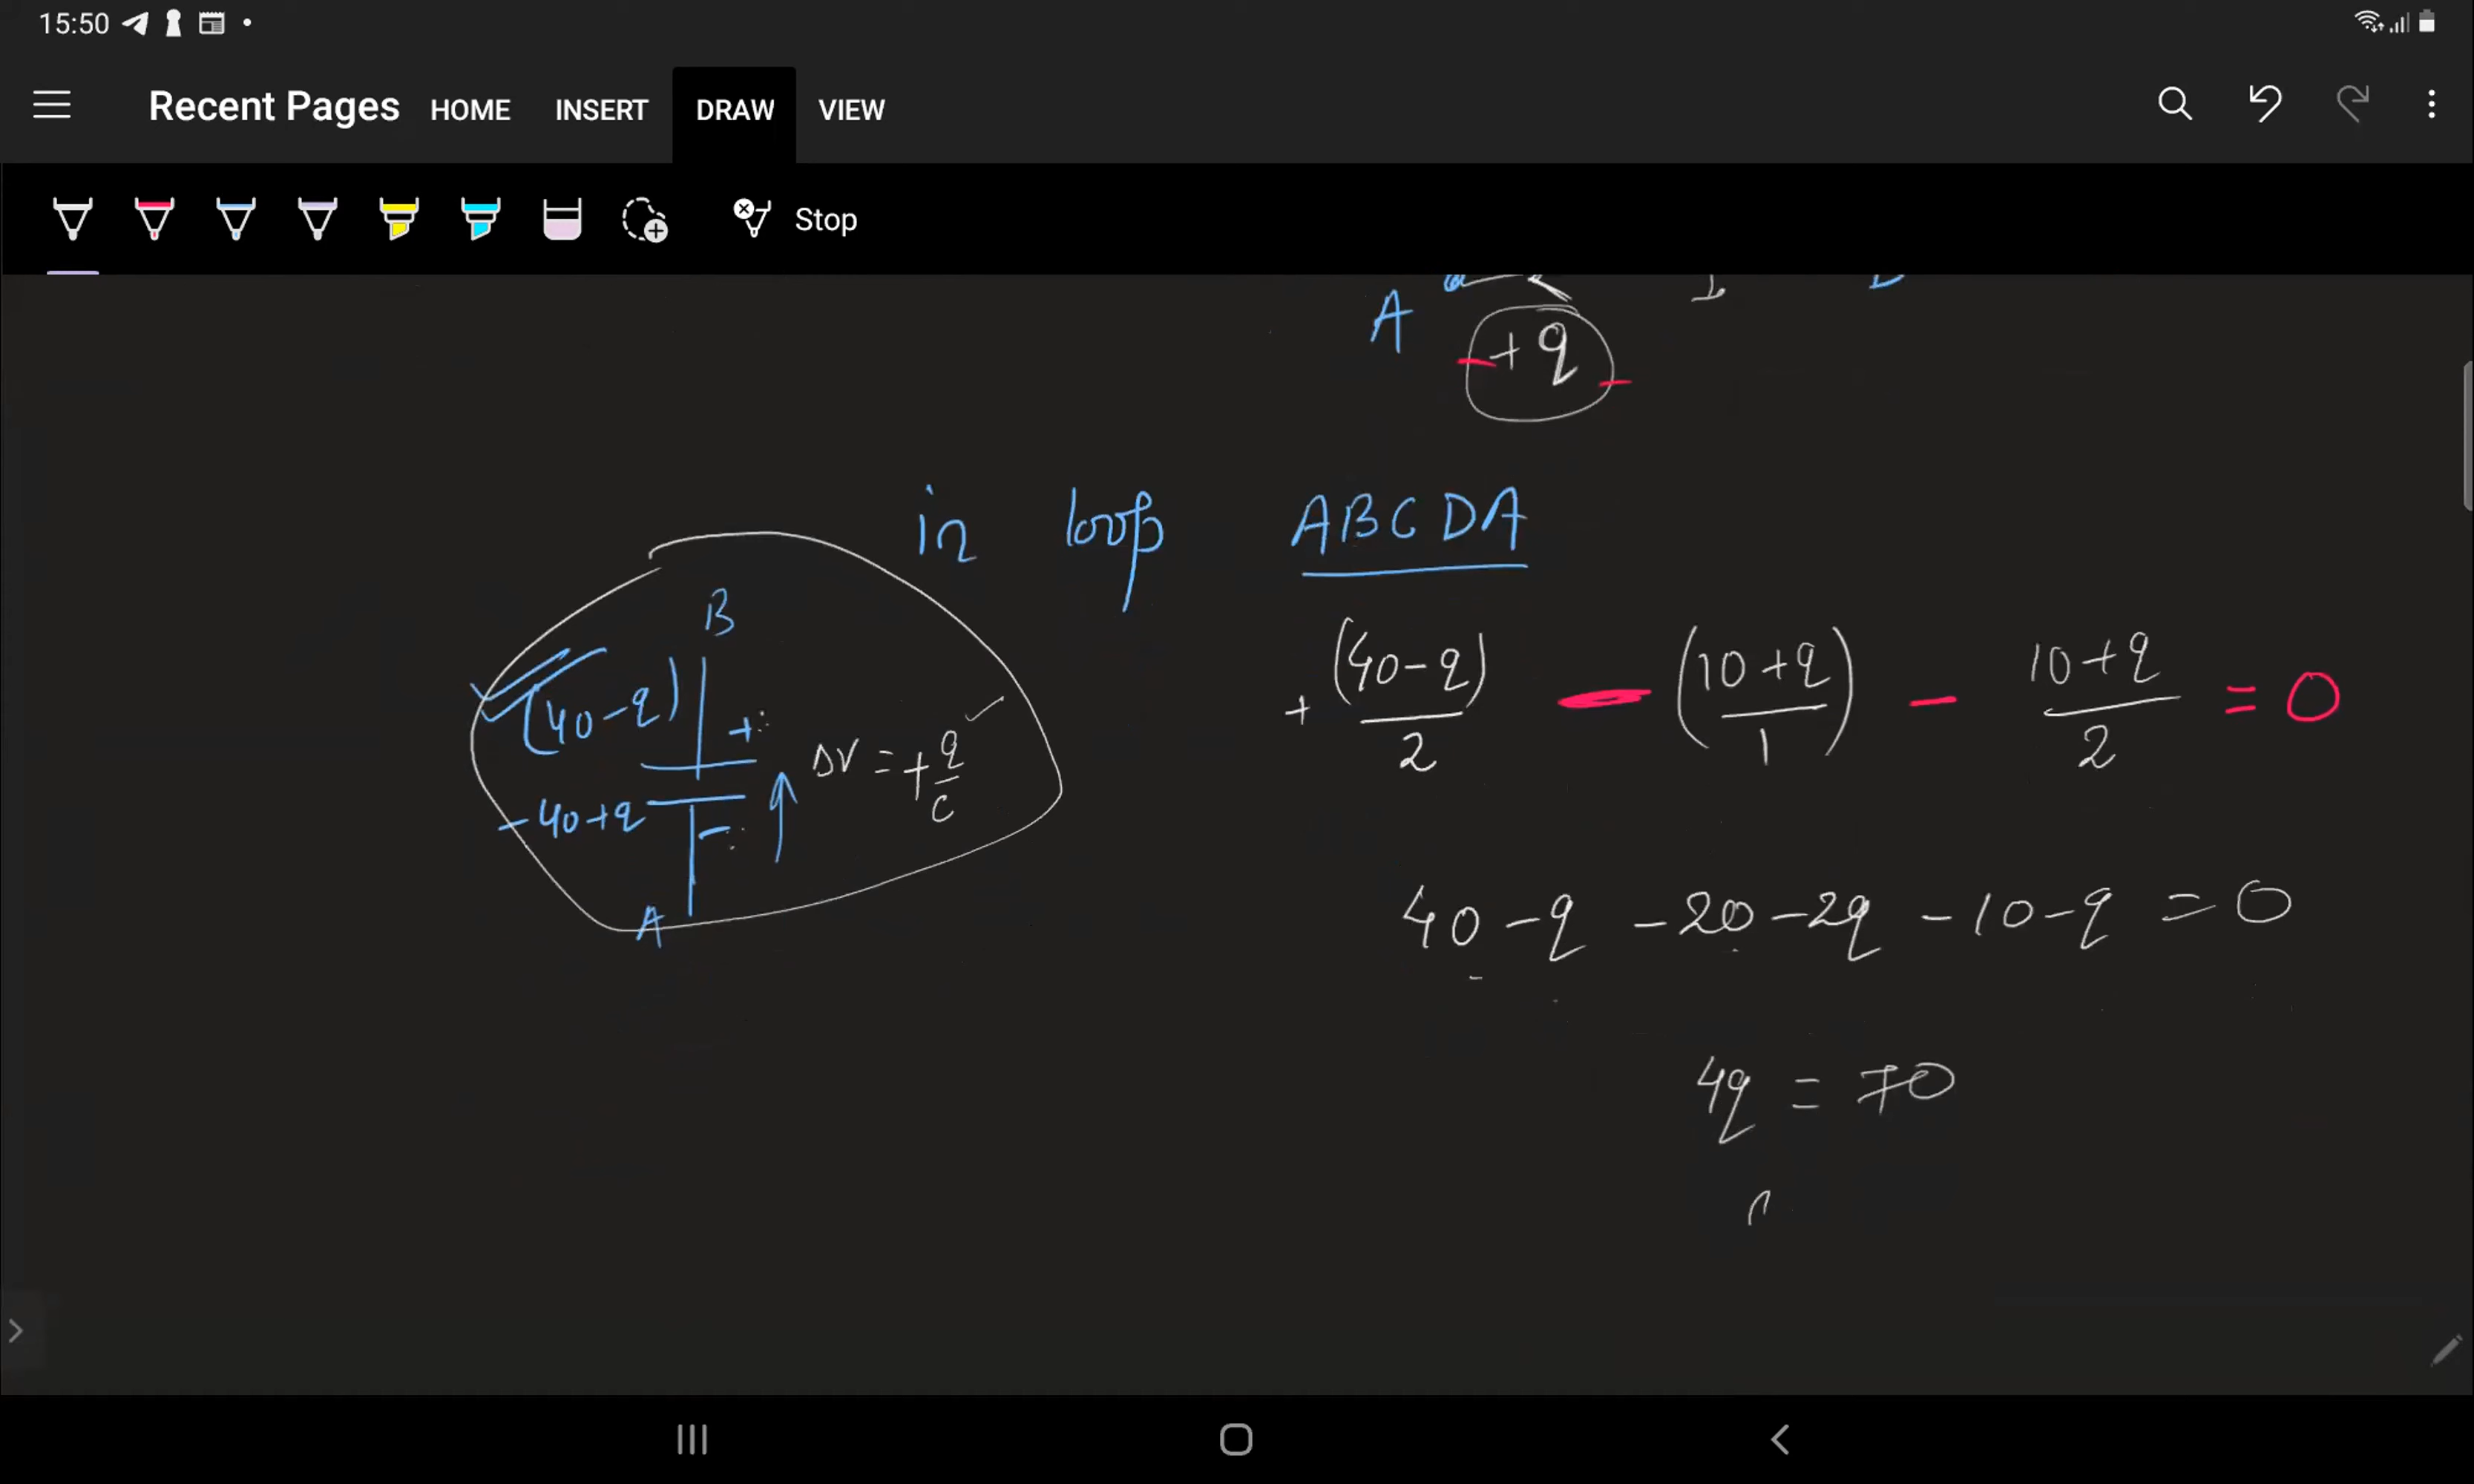 15:50
Recent Pages HOME INSERT DRAW VIEW
Stop
A
+ q
in loop ABCDA
B
(40-q)
+
ΔV = + q/C
-40+q
-
A
+ (40-q)/2 - (10+q)/1 - 10+q/2 = 0
40 - q - 20 - 2q - 10 - q = 0
4q = 70